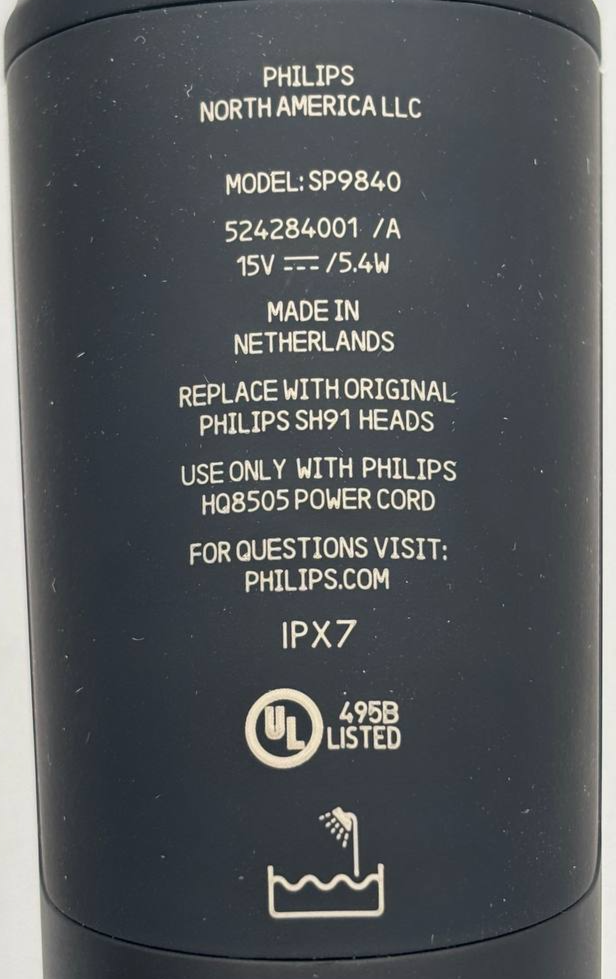 PHILIPS
NORTH AMERICA LLC
MODEL: SP9840
524284001 /A
15V ⎓ /5.4W
MADE IN
NETHERLANDS
REPLACE WITH ORIGINAL
PHILIPS SH91 HEADS
USE ONLY WITH PHILIPS
HQ8505 POWER CORD
FOR QUESTIONS VISIT:
PHILIPS.COM
IPX7
UL 495B
LISTED